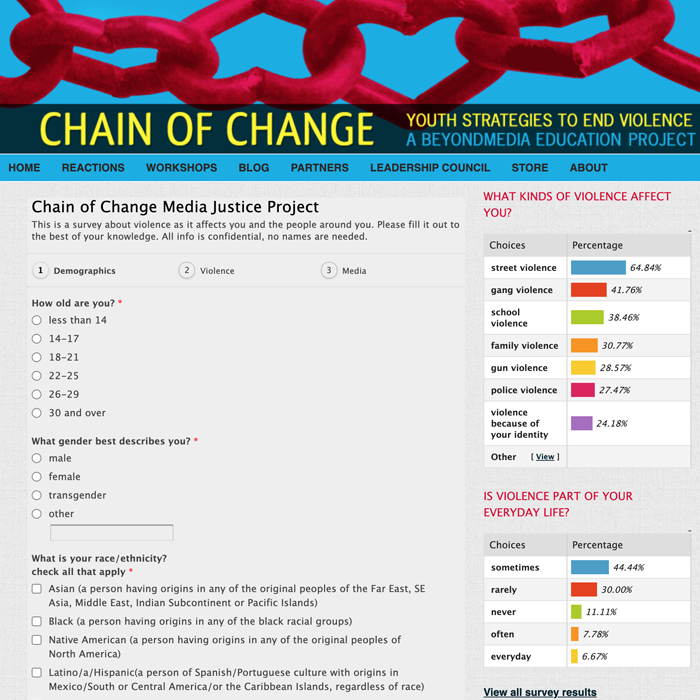 CHAIN OF CHANGE
YOUTH STRATEGIES TO END VIOLENCE
A BEYONDMEDIA EDUCATION PROJECT
HOME REACTIONS WORKSHOPS BLOG PARTNERS LEADERSHIP COUNCIL STORE ABOUT
Chain of Change Media Justice Project
This is a survey about violence as it affects you and the people around you. Please fill it out to
the best of your knowledge. All info is confidential, no names are needed.
1 Demographics 2 Violence 3 Media
How old are you? *
less than 14
14-17
18-21
22-25
26-29
30 and over
What gender best describes you? *
male
female
transgender
other
What is your race/ethnicity?
check all that apply *
Asian (a person having origins in any of the original peoples of the Far East, SE
Asia, Middle East, Indian Subcontinent or Pacific Islands)
Black (a person having origins in any of the black racial groups)
Native American (a person having origins in any of the original peoples of
North America)
Latino/a/Hispanic(a person of Spanish/Portuguese culture with origins in
Mexico/South or Central America/or the Caribbean Islands, regardless of race)
WHAT KINDS OF VIOLENCE AFFECT
YOU?
Choices Percentage
street violence 64.84%
gang violence 41.76%
school
violence 38.46%
family violence 30.77%
gun violence 28.57%
police violence 27.47%
violence
because of
your identity 24.18%
Other [ View ]
IS VIOLENCE PART OF YOUR
EVERYDAY LIFE?
Choices Percentage
sometimes 44.44%
rarely 30.00%
never 11.11%
often 7.78%
everyday 6.67%
View all survey results